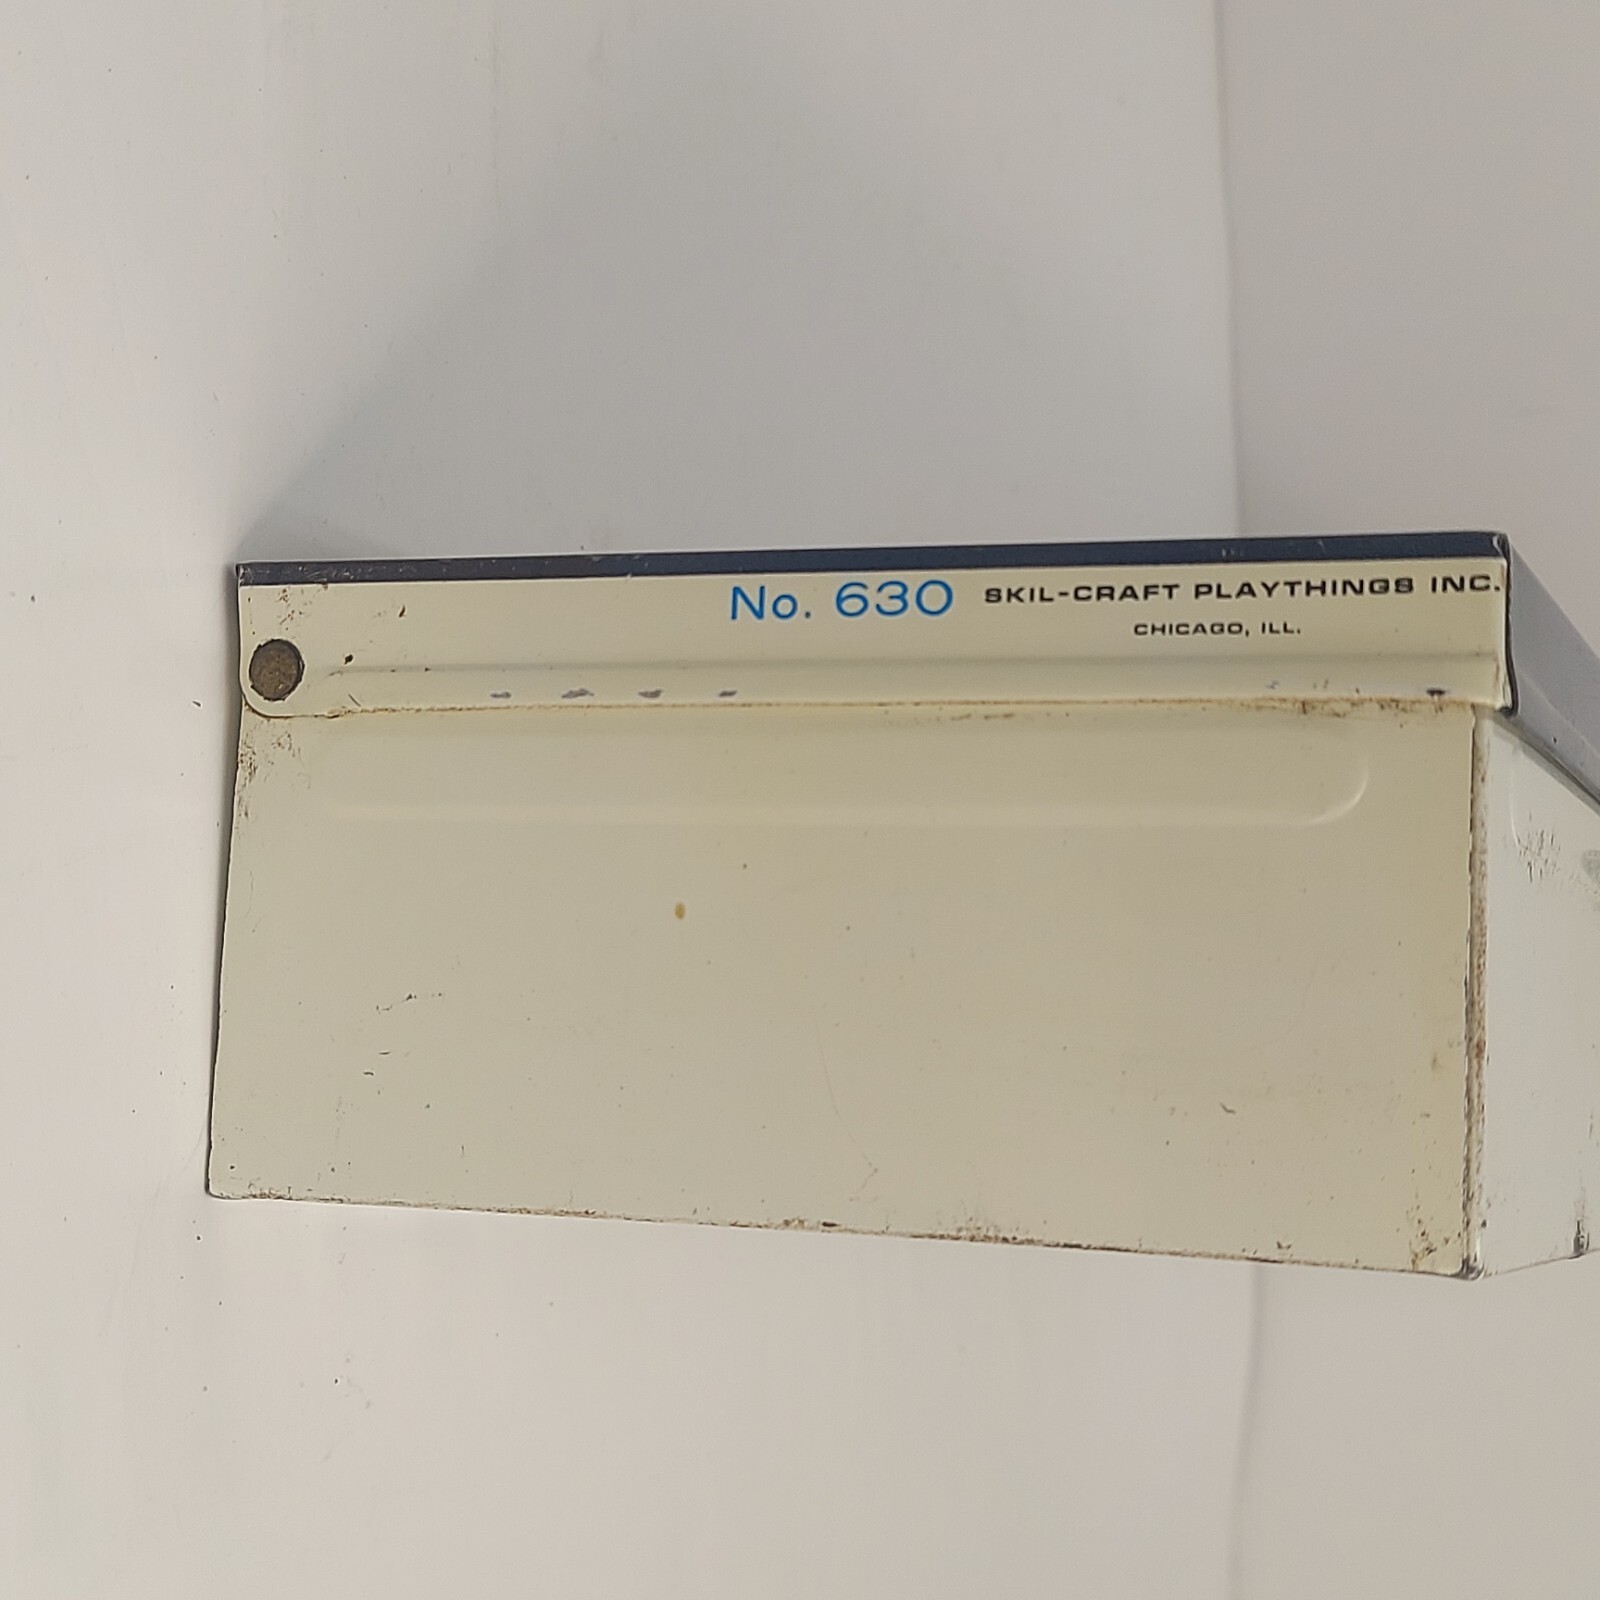 No. 630 SKIL-CRAFT PLAYTHINGS INC.
CHICAGO, ILL.